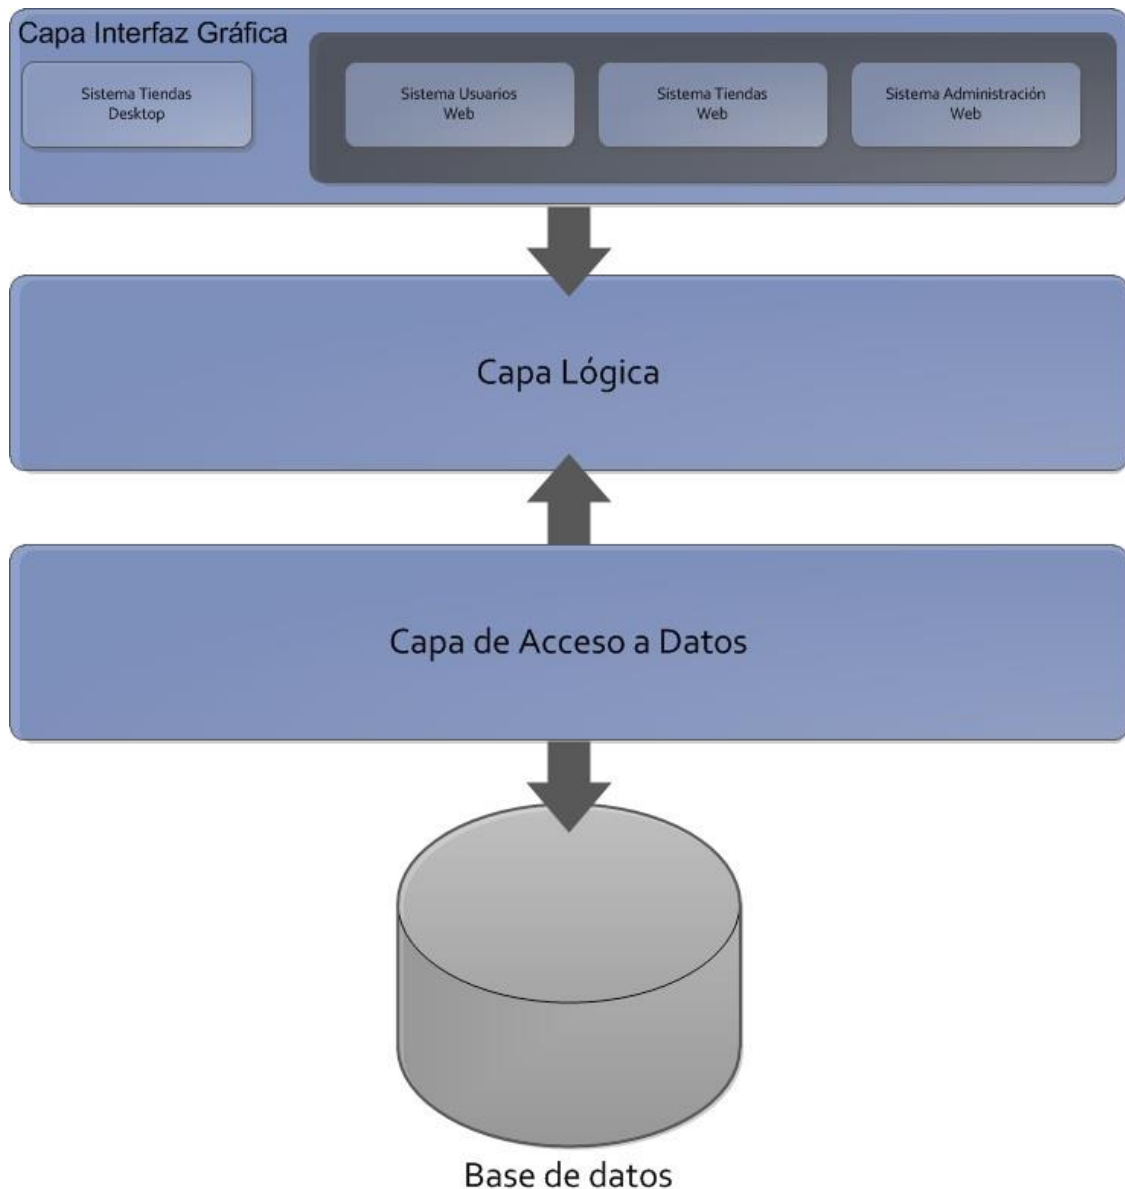 Capa Interfaz Gráfica
Sistema Tiendas
Desktop
Sistema Usuarios
Web
Sistema Tiendas
Web
Sistema Administración
Web
Capa Lógica
Capa de Acceso a Datos
Base de datos